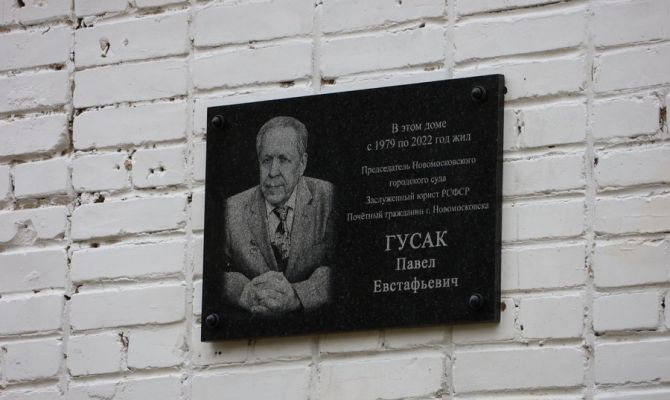 В этом доме
с 1979 по 2022 год жил
Председатель Новомосковского
городского суда
Заслуженный юрист РСФСР
Почётный гражданин г. Новомосковска
ГУСАК
Павел
Евстафьевич